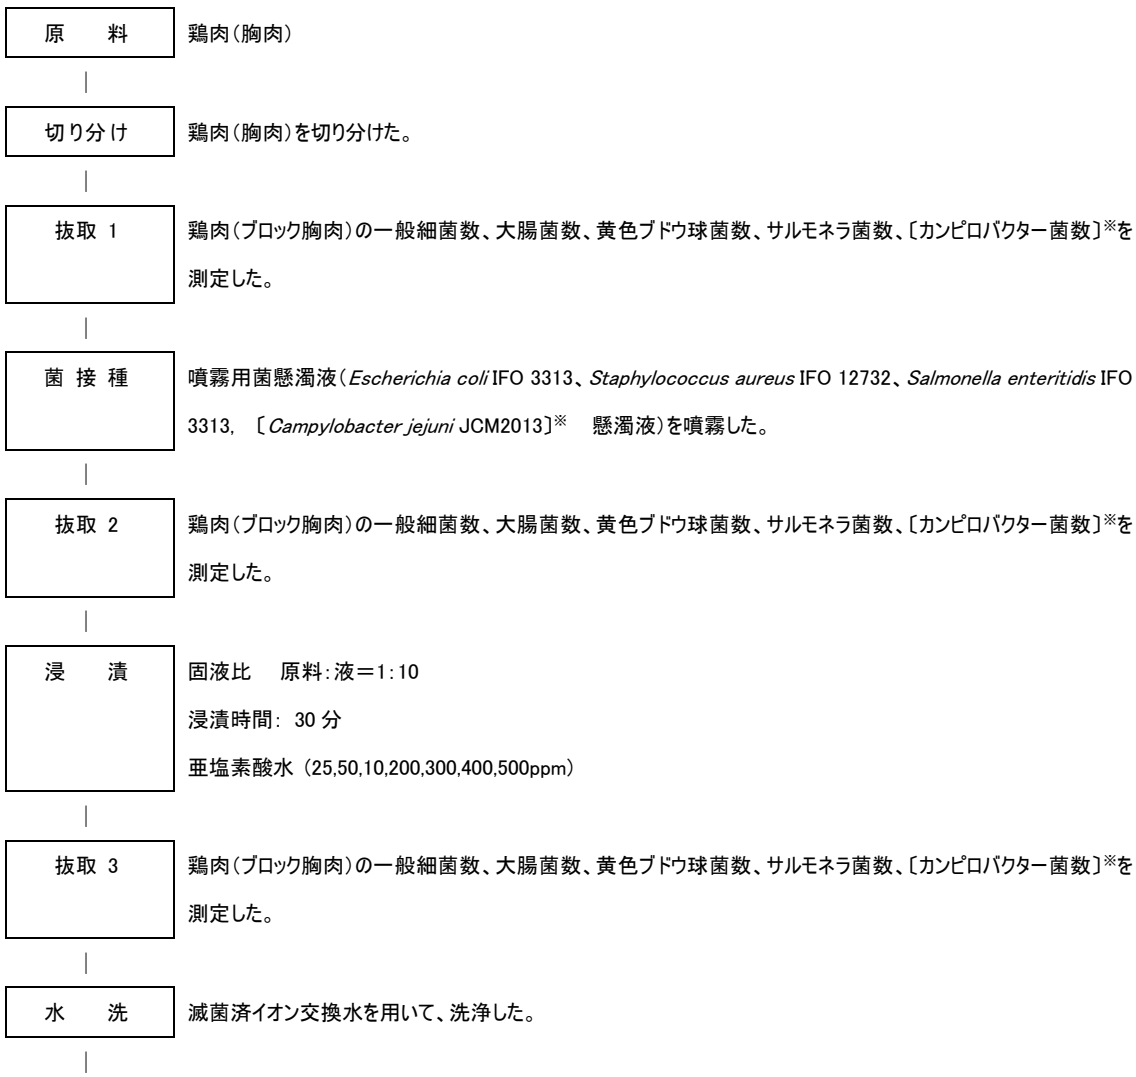 原　料　鶏肉（胸肉）
切り分け　鶏肉（胸肉）を切り分けた。
抜取 1　鶏肉（ブロック胸肉）の一般細菌数、大腸菌数、黄色ブドウ球菌数、サルモネラ菌数、〔カンピロバクター菌数〕※を
測定した。
菌接種　噴霧用菌懸濁液（Escherichia coli IFO 3313、Staphylococcus aureus IFO 12732、Salmonella enteritidis IFO
3313, 〔Campylobacter jejuni JCM2013〕※　懸濁液）を噴霧した。
抜取 2　鶏肉（ブロック胸肉）の一般細菌数、大腸菌数、黄色ブドウ球菌数、サルモネラ菌数、〔カンピロバクター菌数〕※を
測定した。
浸　漬　固液比　原料：液＝1：10
浸漬時間： 30 分
亜塩素酸水 （25,50,10,200,300,400,500ppm）
抜取 3　鶏肉（ブロック胸肉）の一般細菌数、大腸菌数、黄色ブドウ球菌数、サルモネラ菌数、〔カンピロバクター菌数〕※を
測定した。
水　洗　滅菌済イオン交換水を用いて、洗浄した。